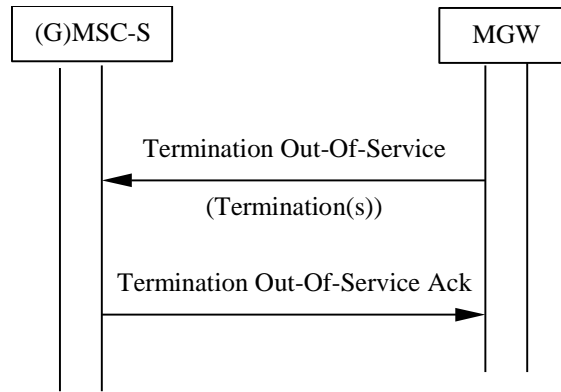 (G)MSC-S
MGW
Termination Out-Of-Service
(Termination(s))
Termination Out-Of-Service Ack